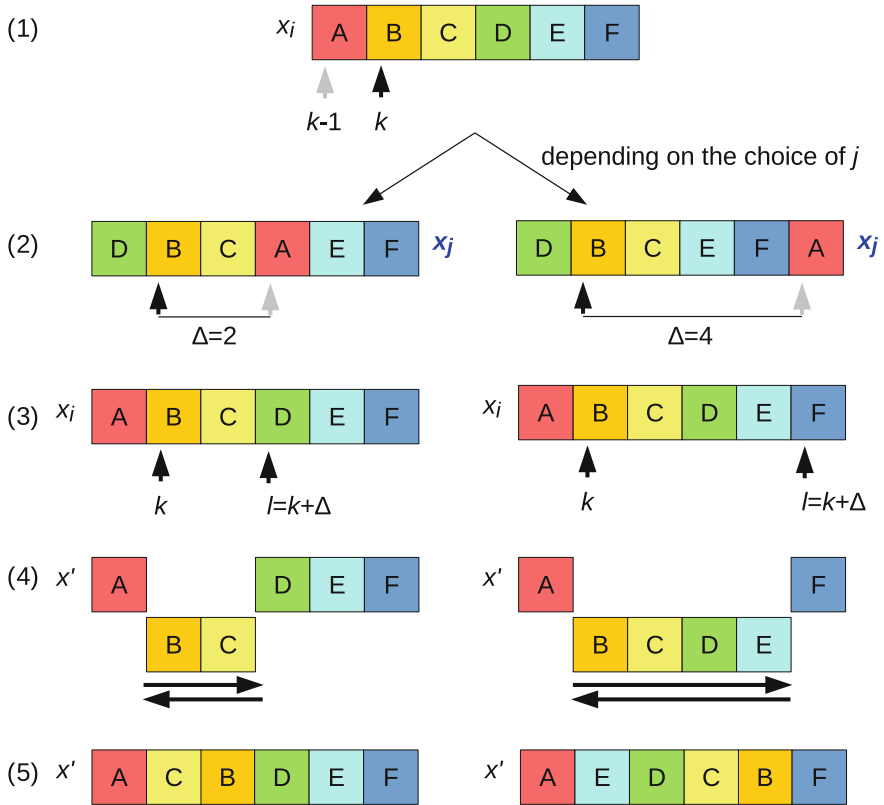 (1) xi A B C D E F
k-1 k
depending on the choice of j
(2) D B C A E F xj D B C E F A xj
Δ=2 Δ=4
(3) xi A B C D E F xi A B C D E F
k l=k+Δ k l=k+Δ
(4) x' A D E F x' A F
B C B C D E
(5) x' A C B D E F x' A E D C B F